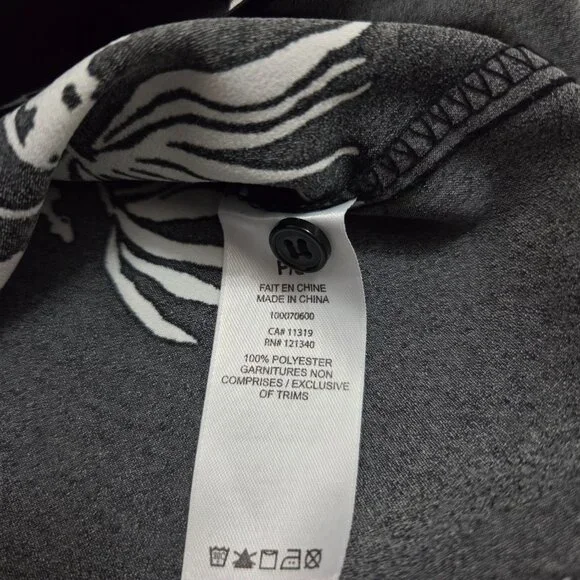 P/S
FAIT EN CHINE
MADE IN CHINA
100070600
CA# 11319
RN# 121340
100% POLYESTER
GARNITURES NON
COMPRISES / EXCLUSIVE
OF TRIMS